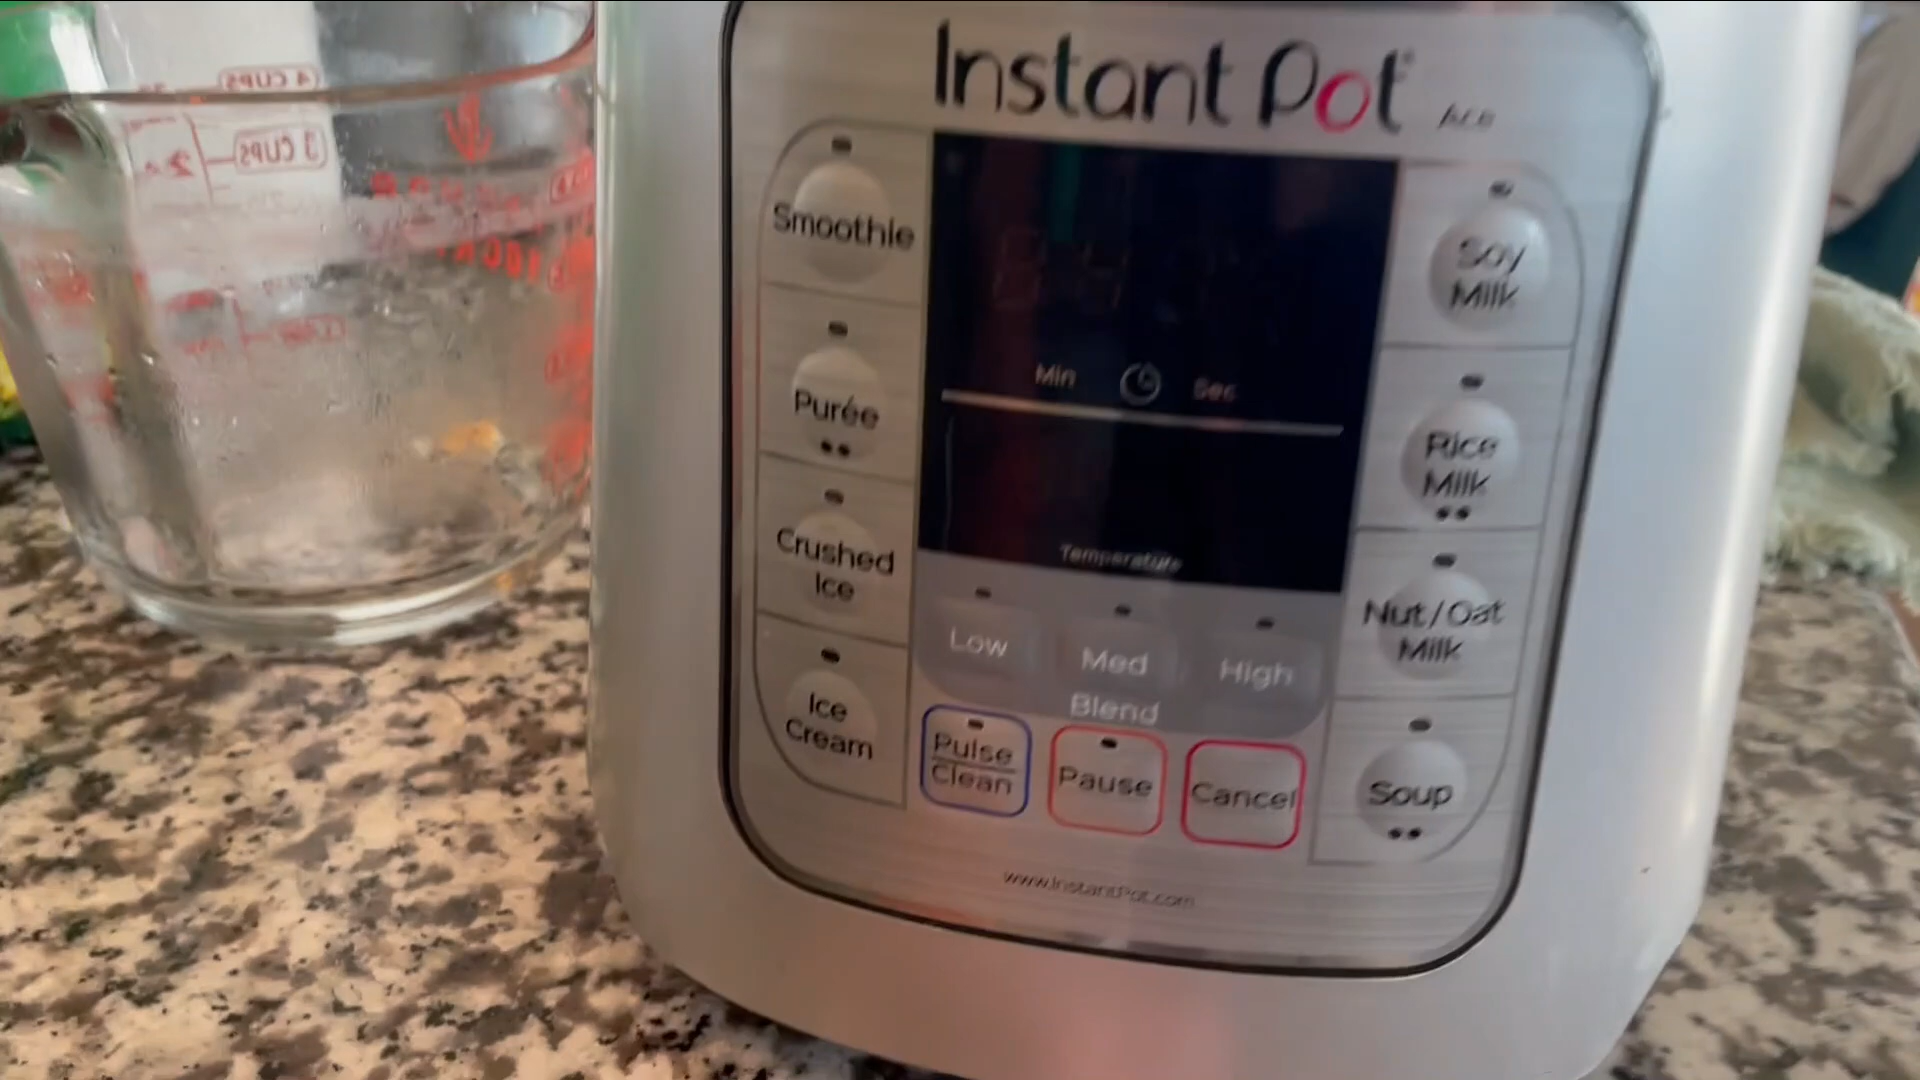 4 CUPS
3 CUPS
Instant Pot
Ace
Smoothie
Soy
Milk
Min
Sec
Purée
Rice
Milk
Crushed
Ice
Temperature
Nut/Oat
Milk
Low
Med
High
Blend
Ice
Cream
Pulse
Clean
Pause
Cancel
Soup
www.InstantPot.com